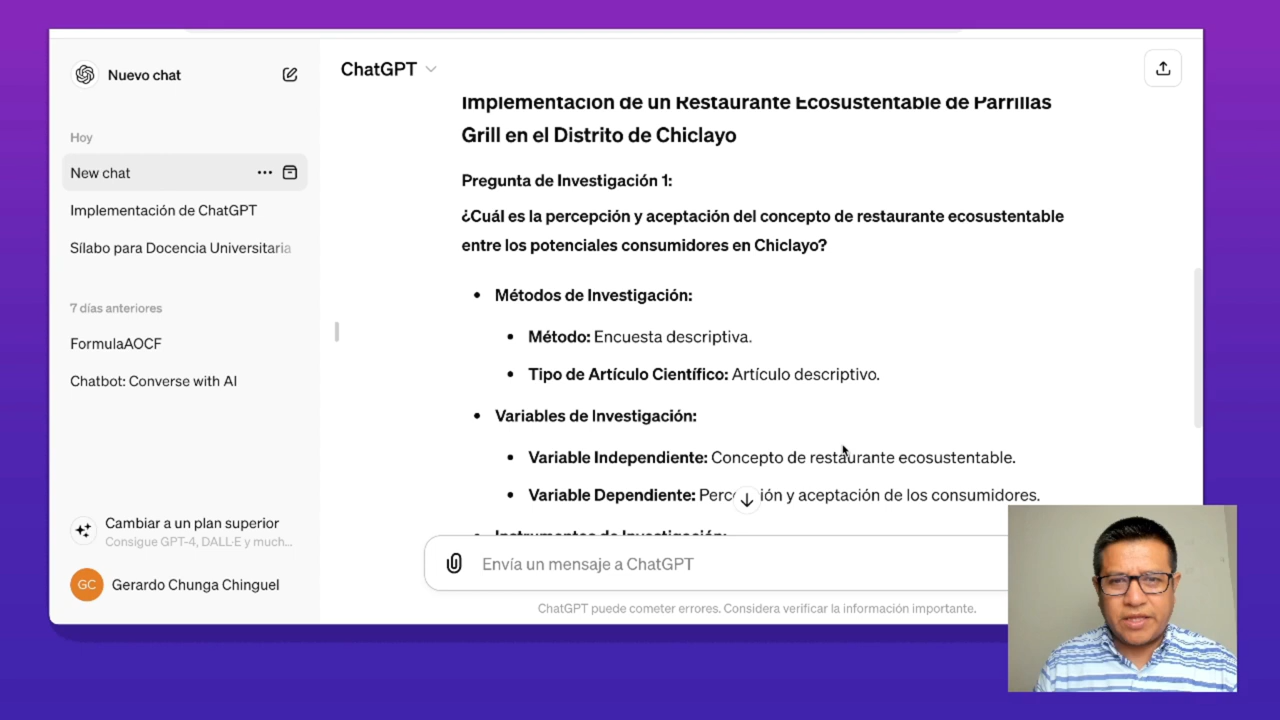 Nuevo chat
Hoy
New chat
Implementación de ChatGPT
Sílabo para Docencia Universitaria
7 días anteriores
FormulaAOCF
Chatbot: Converse with AI
Cambiar a un plan superior
Consigue GPT-4, DALL·E y much...
GC Gerardo Chunga Chinguel
ChatGPT
Implementación de un Restaurante Ecosustentable de Parrillas
Grill en el Distrito de Chiclayo
Pregunta de Investigación 1:
¿Cuál es la percepción y aceptación del concepto de restaurante ecosustentable
entre los potenciales consumidores en Chiclayo?
• Métodos de Investigación:
• Método: Encuesta descriptiva.
• Tipo de Artículo Científico: Artículo descriptivo.
• Variables de Investigación:
• Variable Independiente: Concepto de restaurante ecosustentable.
• Variable Dependiente: Percepción y aceptación de los consumidores.
• Instrumentos de Investigación:
Envía un mensaje a ChatGPT
ChatGPT puede cometer errores. Considera verificar la información importante.